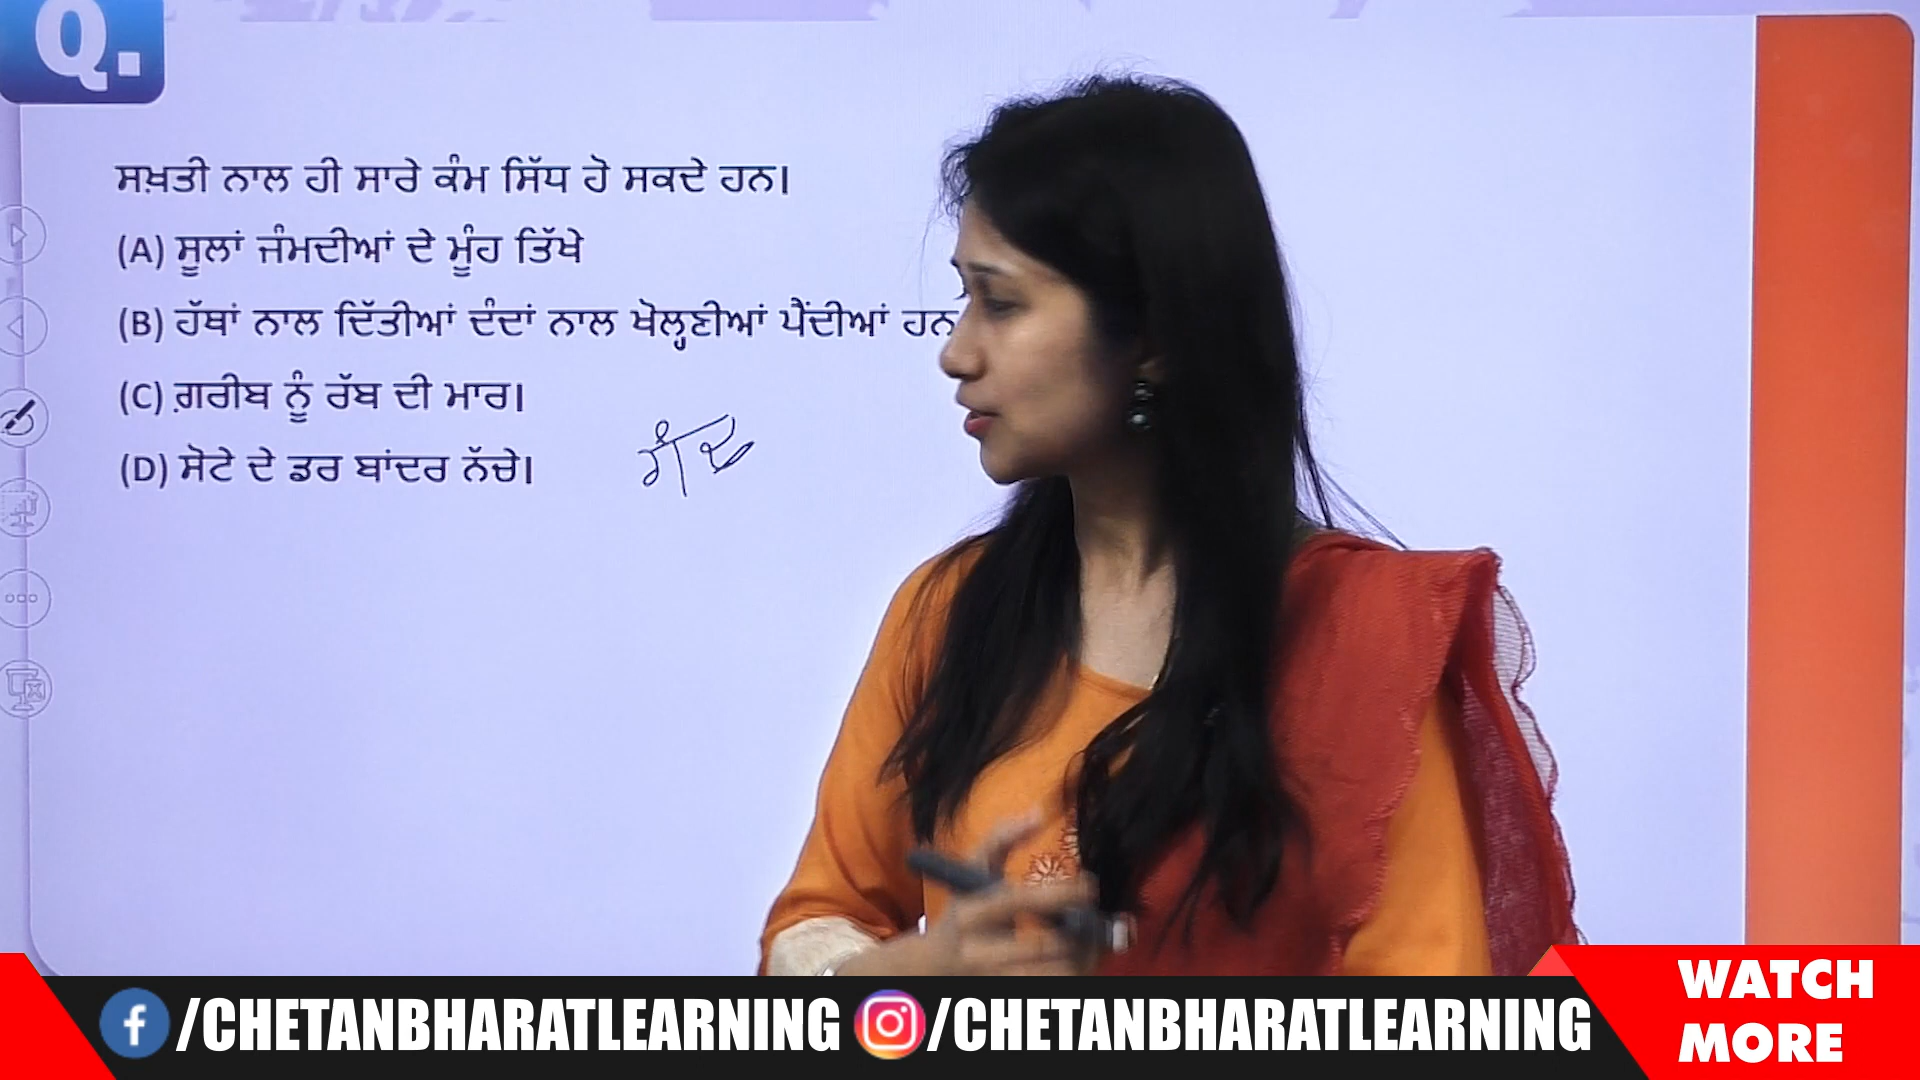 Q.
ਸਖ਼ਤੀ ਨਾਲ ਹੀ ਸਾਰੇ ਕੰਮ ਸਿੱਧ ਹੋ ਸਕਦੇ ਹਨ।
(A) ਸੂਲਾਂ ਜੰਮਦੀਆਂ ਦੇ ਮੂੰਹ ਤਿੱਖੇ
(B) ਹੱਥਾਂ ਨਾਲ ਦਿੱਤੀਆਂ ਦੰਦਾਂ ਨਾਲ ਖੋਲ੍ਹਣੀਆਂ ਪੈਂਦੀਆਂ ਹਨ
(C) ਗ਼ਰੀਬ ਨੂੰ ਰੱਬ ਦੀ ਮਾਰ।
(D) ਸੋਟੇ ਦੇ ਡਰ ਬਾਂਦਰ ਨੱਚੇ।
/CHETANBHARATLEARNING
/CHETANBHARATLEARNING
WATCH
MORE